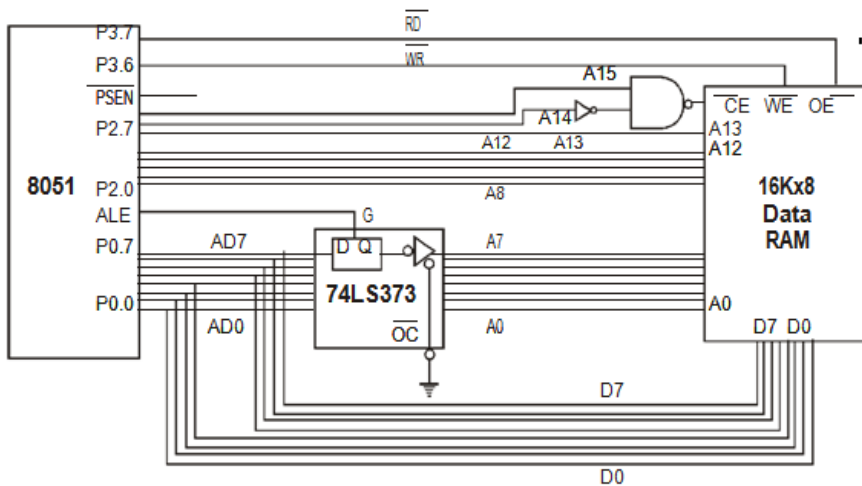 P3.7
RD
P3.6
WR
PSEN
A15
CE WE OE
A14
P2.7
A13
A12 A13
A12
8051
P2.0
A8
16Kx8
Data
RAM
ALE
G
P0.7
AD7
D Q
A7
74LS373
P0.0
AD0
OC
A0
A0
D7 D0
D7
D0